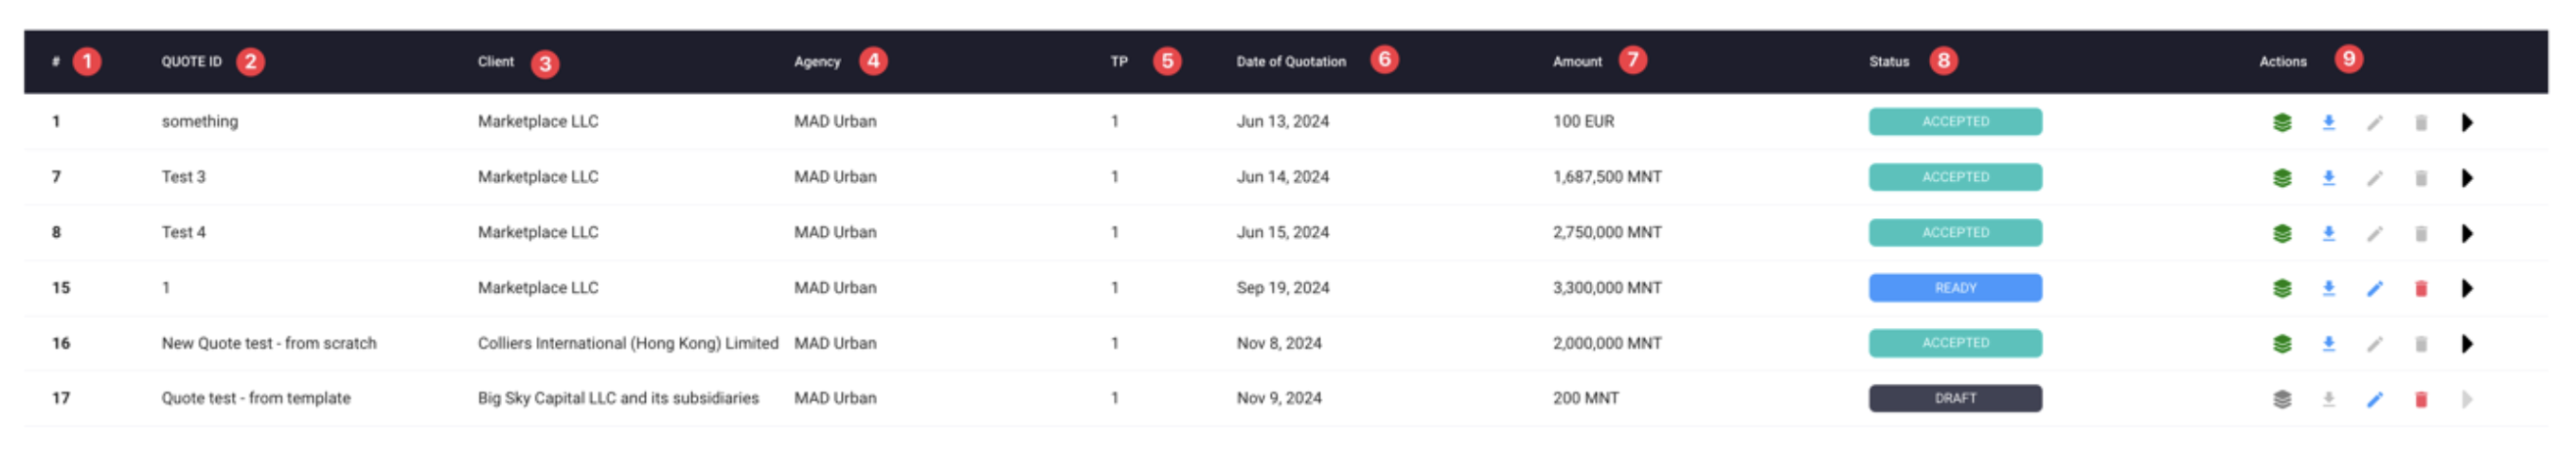 # 1 QUOTE ID 2 Client 3 Agency 4 TP 5 Date of Quotation 6 Amount 7 Status 8 Actions 9
1 something Marketplace LLC MAD Urban 1 Jun 13, 2024 100 EUR ACCEPTED
7 Test 3 Marketplace LLC MAD Urban 1 Jun 14, 2024 1,687,500 MNT ACCEPTED
8 Test 4 Marketplace LLC MAD Urban 1 Jun 15, 2024 2,750,000 MNT ACCEPTED
15 1 Marketplace LLC MAD Urban 1 Sep 19, 2024 3,300,000 MNT READY
16 New Quote test - from scratch Colliers International (Hong Kong) Limited MAD Urban 1 Nov 8, 2024 2,000,000 MNT ACCEPTED
17 Quote test - from template Big Sky Capital LLC and its subsidiaries MAD Urban 1 Nov 9, 2024 200 MNT DRAFT